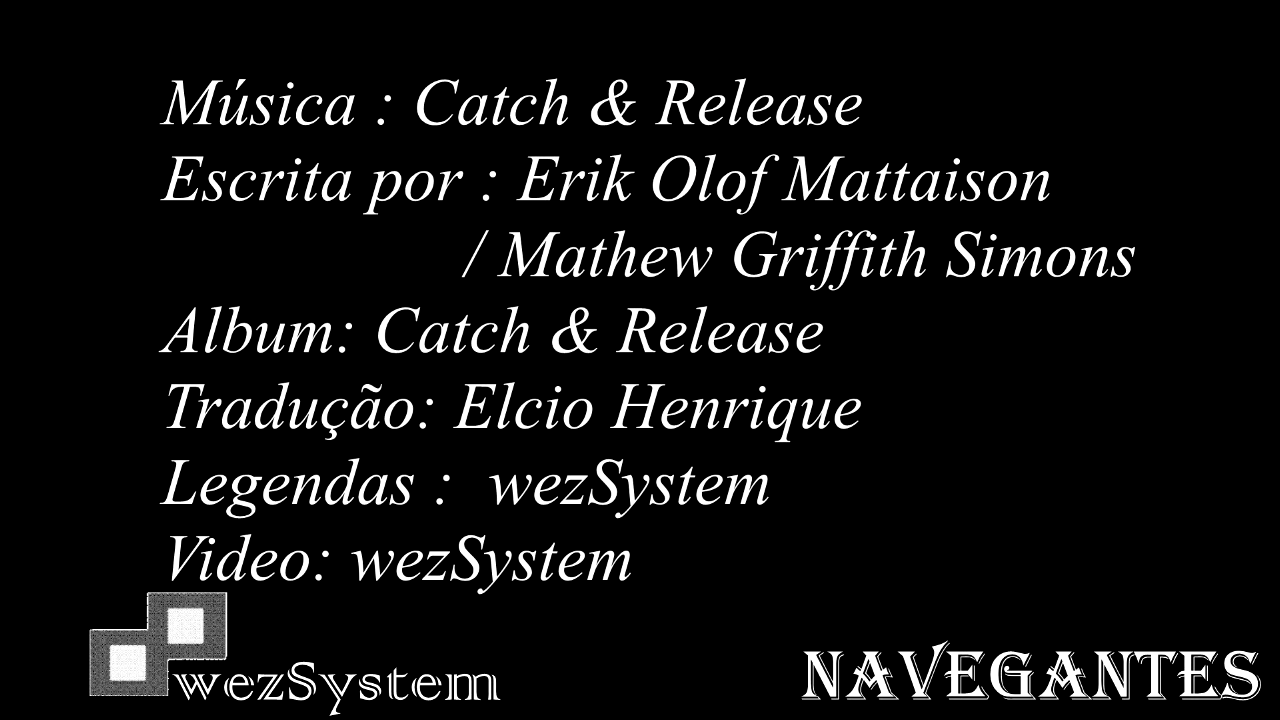 Música : Catch & Release
Escrita por : Erik Olof Mattaison
/ Mathew Griffith Simons
Album: Catch & Release
Tradução: Elcio Henrique
Legendas : wezSystem
Video: wezSystem
wezSystem
NAVEGANTES